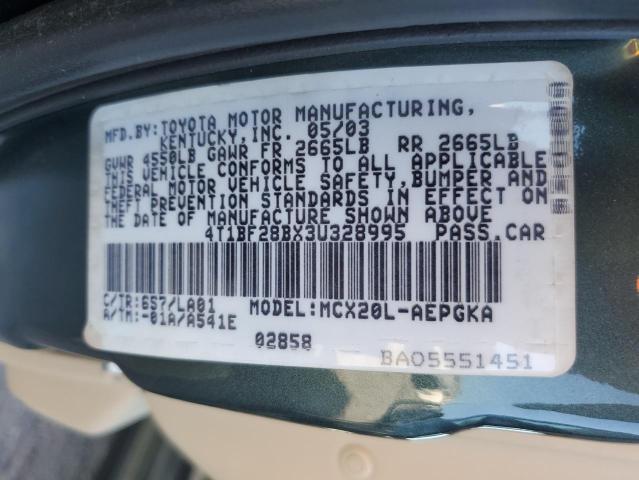 MFD.BY:TOYOTA MOTOR MANUFACTURING,
KENTUCKY,INC. 05/03
GVWR 4550LB GAWR FR 2665LB RR 2665LB
THIS VEHICLE CONFORMS TO ALL APPLICABLE
FEDERAL MOTOR VEHICLE SAFETY,BUMPER AND
THEFT PREVENTION STANDARDS IN EFFECT ON
THE DATE OF MANUFACTURE SHOWN ABOVE
4T1BF28BX3U328995 PASS.CAR
C/TR:6S7/LA01 MODEL:MCX20L-AEPGKA
A/TM:-01A/A541E
02858
BAO5551451